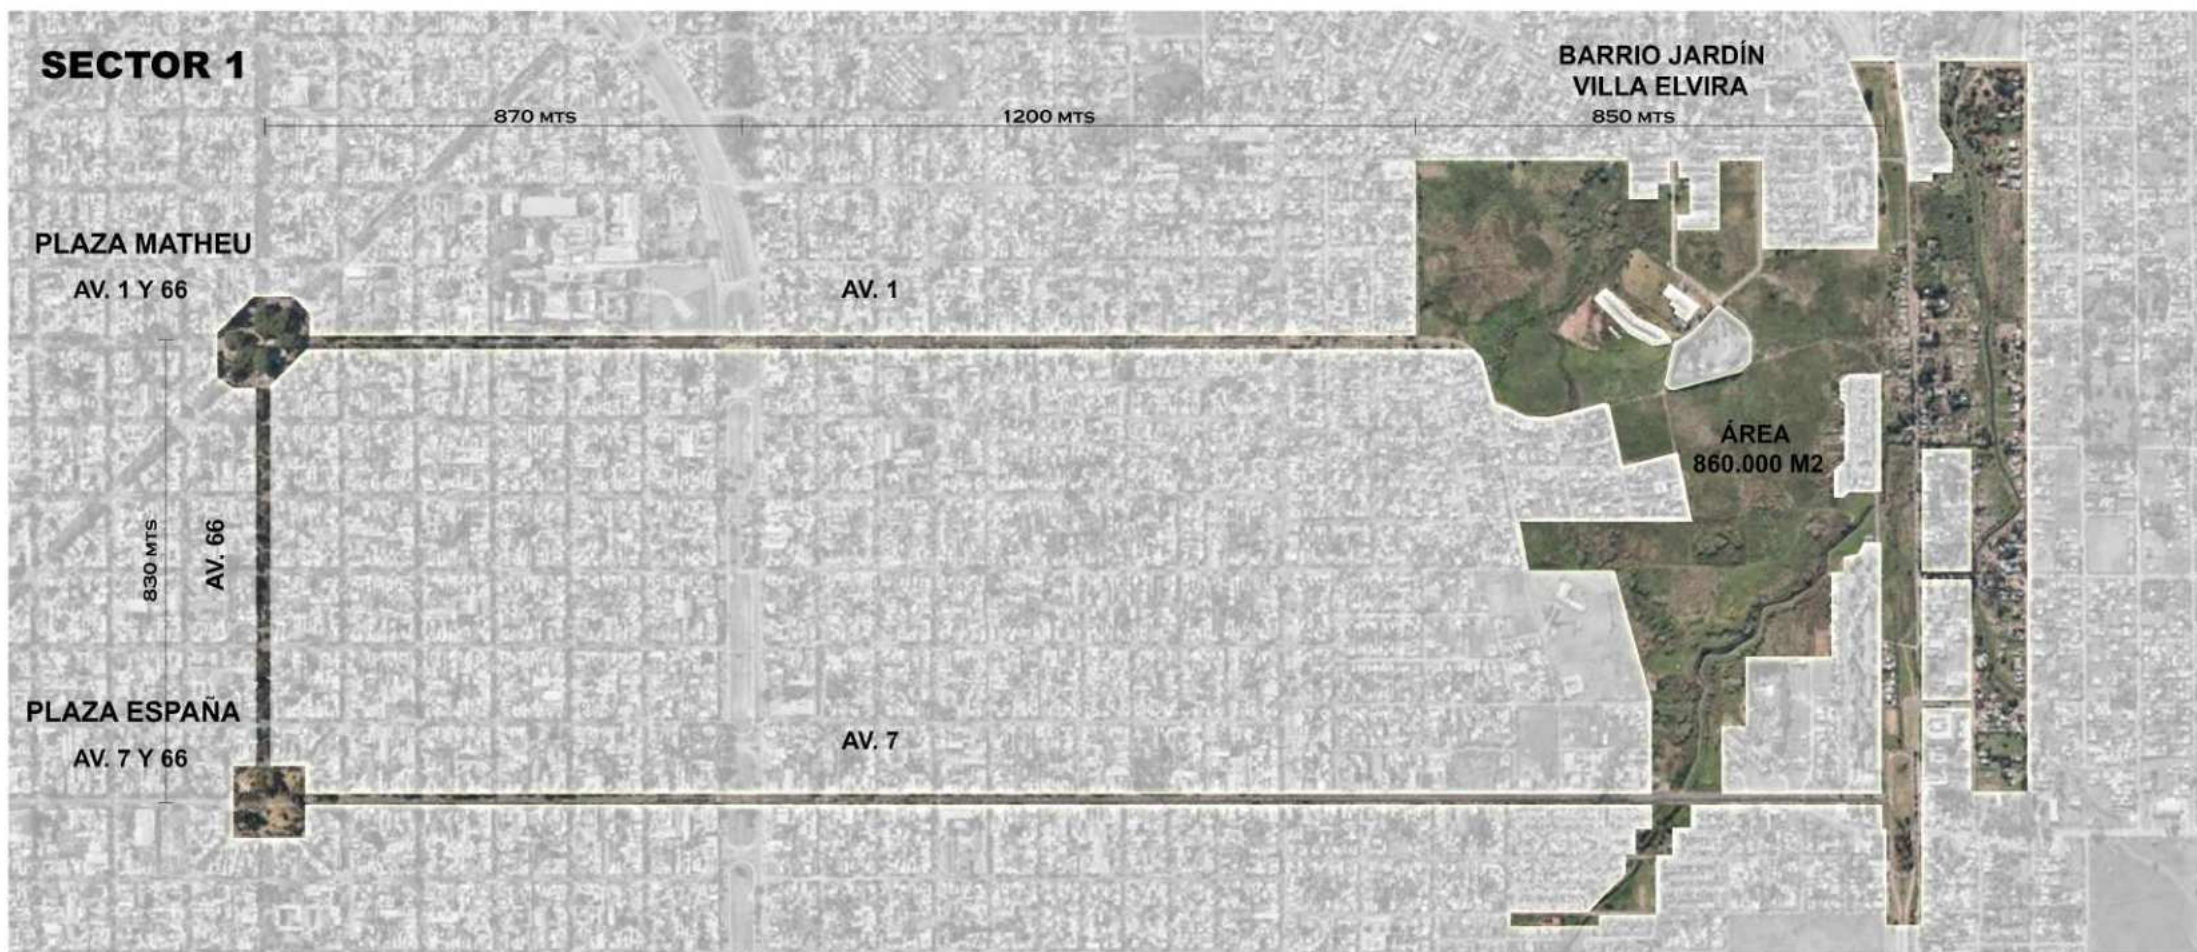 SECTOR 1
BARRIO JARDÍN
VILLA ELVIRA
870 MTS
1200 MTS
850 MTS
PLAZA MATHEU
AV. 1 Y 66
AV. 1
ÁREA
860.000 M2
830 MTS
AV. 66
PLAZA ESPAÑA
AV. 7 Y 66
AV. 7